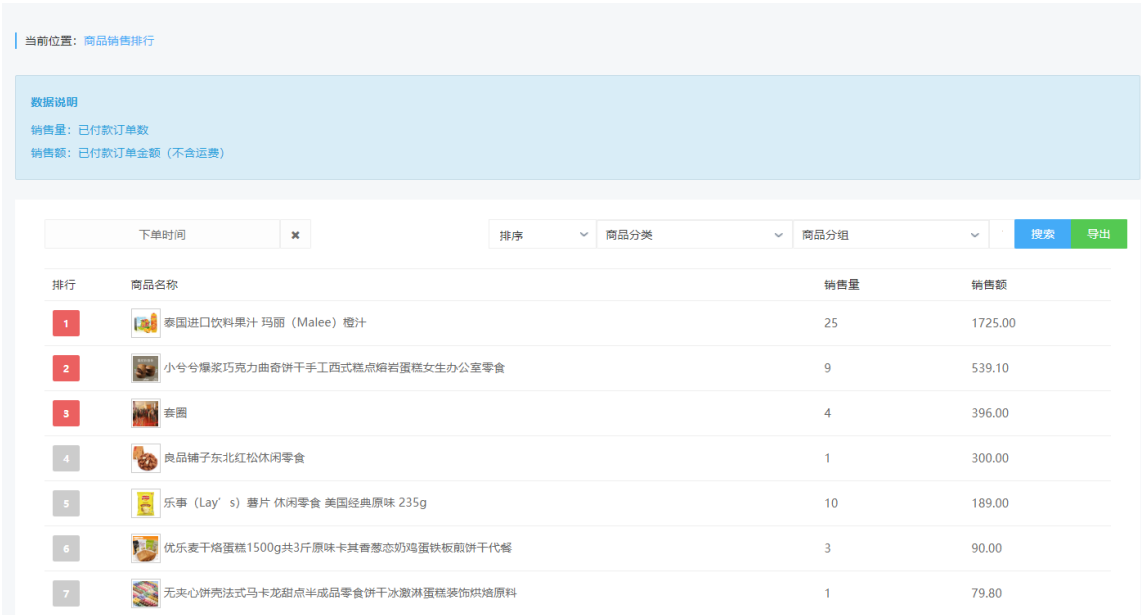 当前位置：商品销售排行
数据说明
销售量：已付款订单数
销售额：已付款订单金额（不含运费）
下单时间 ✖ 排序 商品分类 商品分组 搜索 导出
排行 商品名称 销售量 销售额
1 泰国进口饮料果汁 玛丽（Malee）橙汁 25 1725.00
2 小兮兮爆浆巧克力曲奇饼干手工西式糕点熔岩蛋糕女生办公室零食 9 539.10
3 套圈 4 396.00
4 良品铺子东北红松休闲零食 1 300.00
5 乐事（Lay’s）薯片 休闲零食 美国经典原味 235g 10 189.00
6 优乐麦干烙蛋糕1500g共3斤原味卡其香葱恋奶鸡蛋铁板煎饼干代餐 3 90.00
7 无夹心饼壳法式马卡龙甜点半成品零食饼干冰激淋蛋糕装饰烘焙原料 1 79.80